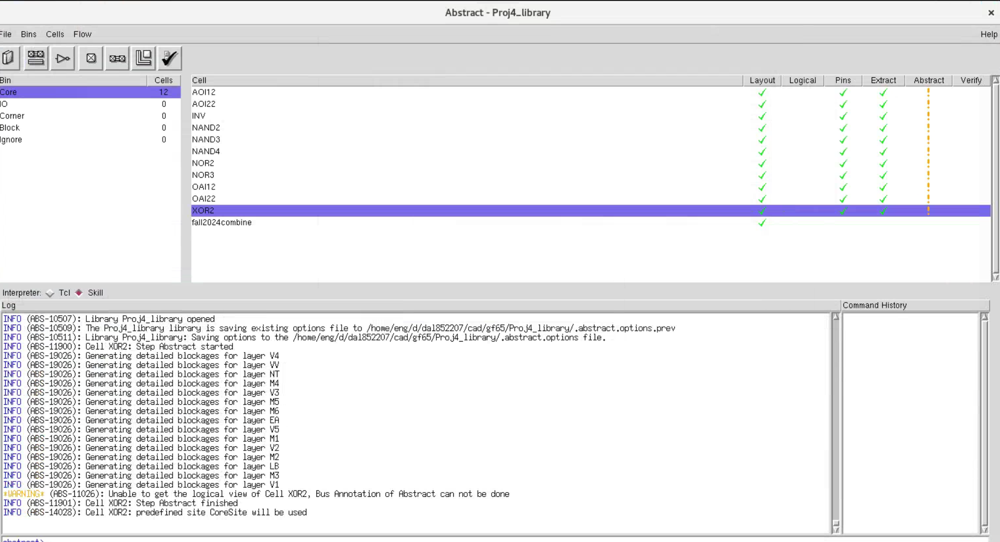 Abstract - Proj4_library
×
File Bins Cells Flow Help
Bin Cells
Core 12
IO 0
Corner 0
Block 0
Ignore 0
Cell Layout Logical Pins Extract Abstract Verify
AOI12
AOI22
INV
NAND2
NAND3
NAND4
NOR2
NOR3
OAI12
OAI22
XOR2
fall2024combine
Interpreter: Tcl Skill
Log
Command History
INFO (ABS-10507): Library Proj4_library opened
INFO (ABS-10509): The Proj4_library library is saving existing options file to /home/eng/d/dal852207/cad/gf65/Proj4_library/.abstract.options.prev
INFO (ABS-10511): Library Proj4_library: Saving options to the /home/eng/d/dal852207/cad/gf65/Proj4_library/.abstract.options file.
INFO (ABS-11900): Cell XOR2: Step Abstract started
INFO (ABS-19026): Generating detailed blockages for layer V4
INFO (ABS-19026): Generating detailed blockages for layer VV
INFO (ABS-19026): Generating detailed blockages for layer NT
INFO (ABS-19026): Generating detailed blockages for layer M4
INFO (ABS-19026): Generating detailed blockages for layer V3
INFO (ABS-19026): Generating detailed blockages for layer M5
INFO (ABS-19026): Generating detailed blockages for layer M6
INFO (ABS-19026): Generating detailed blockages for layer EA
INFO (ABS-19026): Generating detailed blockages for layer V5
INFO (ABS-19026): Generating detailed blockages for layer M1
INFO (ABS-19026): Generating detailed blockages for layer V2
INFO (ABS-19026): Generating detailed blockages for layer M2
INFO (ABS-19026): Generating detailed blockages for layer LB
INFO (ABS-19026): Generating detailed blockages for layer M3
INFO (ABS-19026): Generating detailed blockages for layer V1
*WARNING* (ABS-11026): Unable to get the logical view of Cell XOR2, Bus Annotation of Abstract can not be done
INFO (ABS-11901): Cell XOR2: Step Abstract finished
INFO (ABS-14028): Cell XOR2: predefined site CoreSite will be used
abstract>